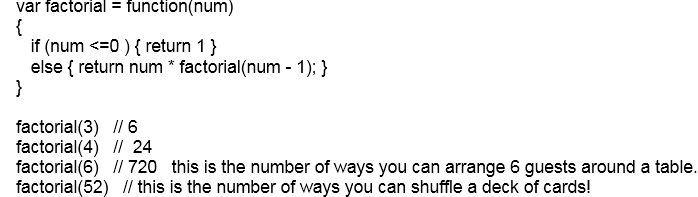 var factorial = function(num)
{
if (num <=0 ) { return 1 }
else { return num * factorial(num - 1); }
}
factorial(3) // 6
factorial(4) // 24
factorial(6) // 720 this is the number of ways you can arrange 6 guests around a table.
factorial(52) // this is the number of ways you can shuffle a deck of cards!